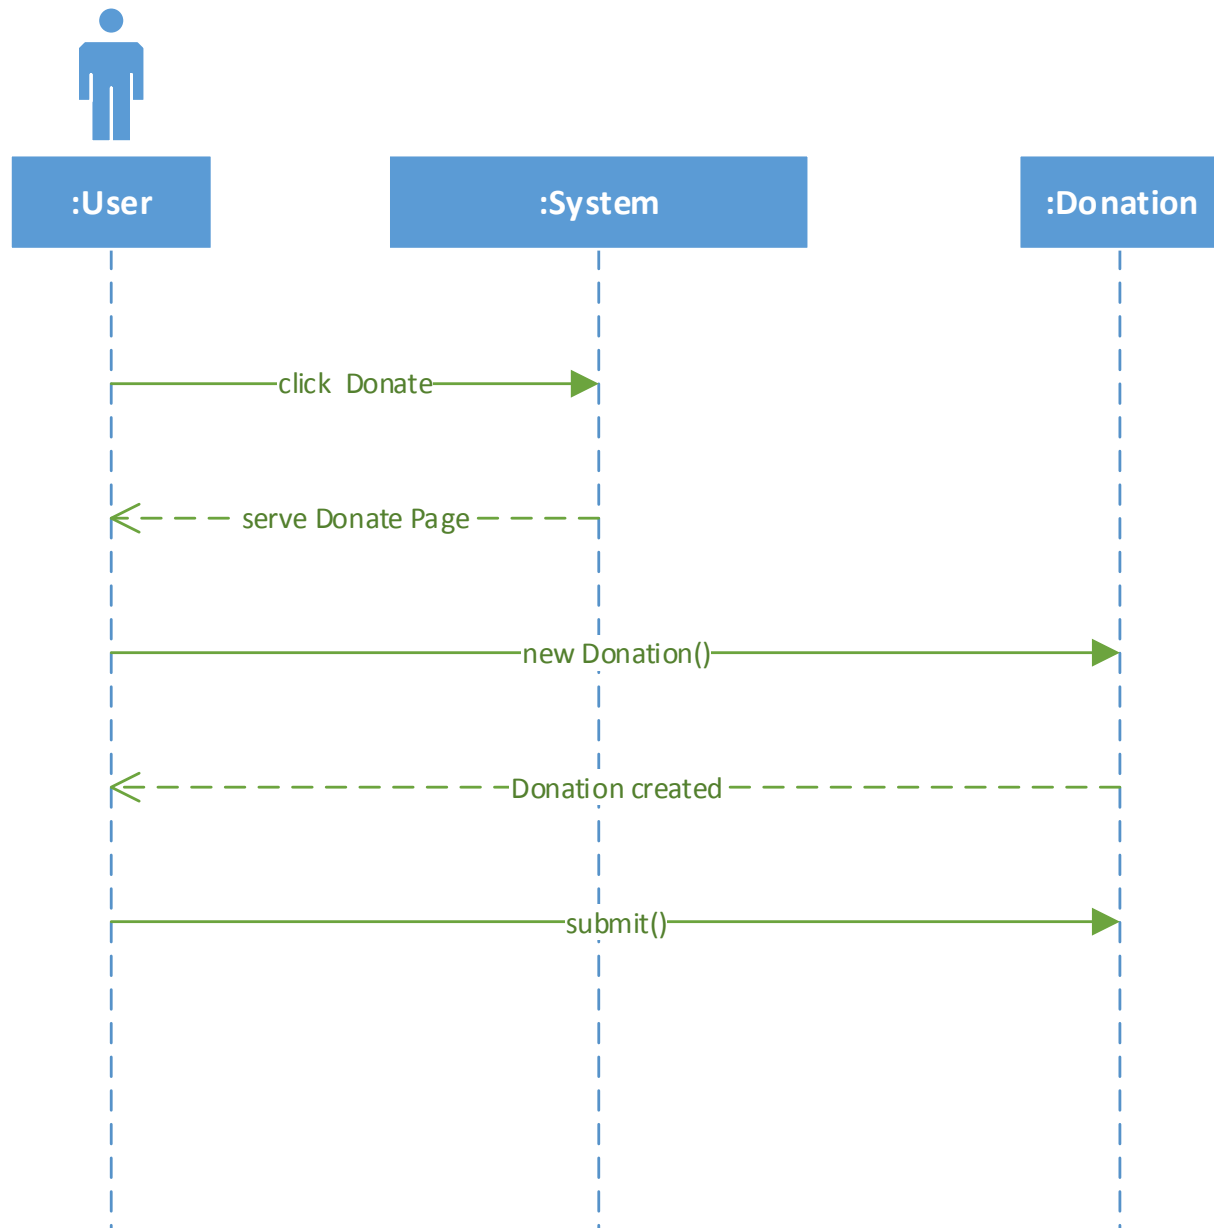 :User
:System
:Donation
click Donate
serve Donate Page
new Donation()
Donation created
submit()